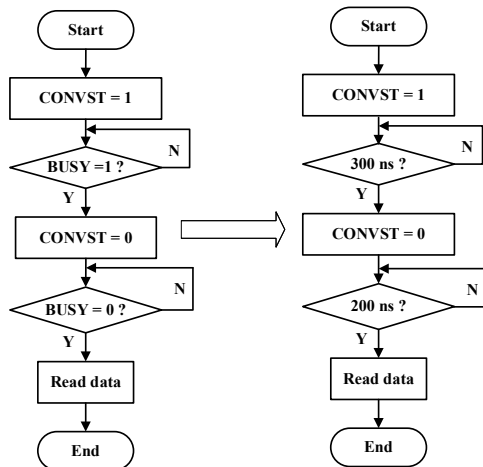 Start
CONVST = 1
N
BUSY =1 ?
Y
CONVST = 0
N
BUSY = 0 ?
Y
Read data
End
Start
CONVST = 1
N
300 ns ?
Y
CONVST = 0
N
200 ns ?
Y
Read data
End